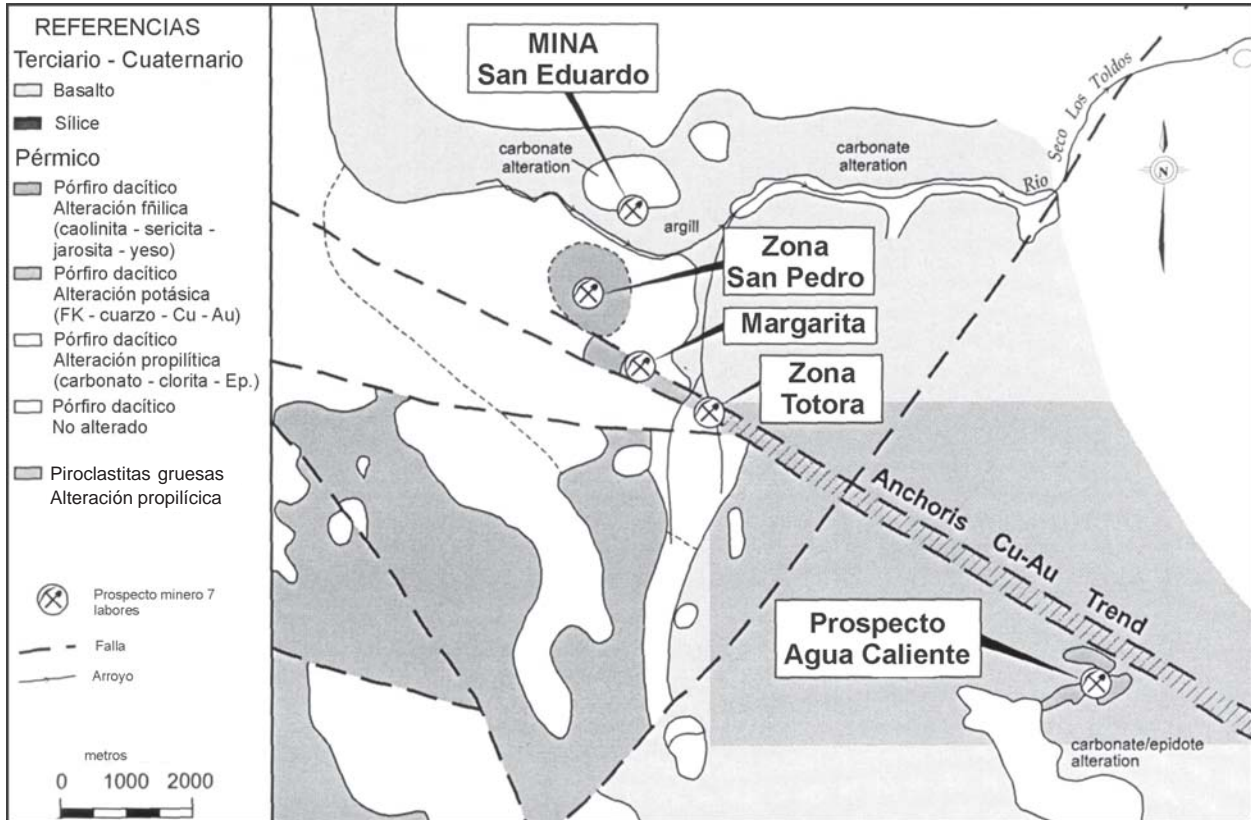 REFERENCIAS
Terciario - Cuaternario
Basalto
Sílice
Pérmico
Pórfiro dacítico
Alteración fñilica
(caolinita - sericita -
jarosita - yeso)
Pórfiro dacítico
Alteración potásica
(FK - cuarzo - Cu - Au)
Pórfiro dacítico
Alteración propilítica
(carbonato - clorita - Ep.)
Pórfiro dacítico
No alterado
Piroclastitas gruesas
Alteración propilícica
Prospecto minero 7
labores
Falla
Arroyo
metros
0 1000 2000
MINA
San Eduardo
carbonate
alteration
carbonate
alteration
Rio Seco Los Toldos
N
argill
Zona
San Pedro
Margarita
Zona
Totora
Anchoris Cu-Au Trend
Prospecto
Agua Caliente
carbonate/epidote
alteration